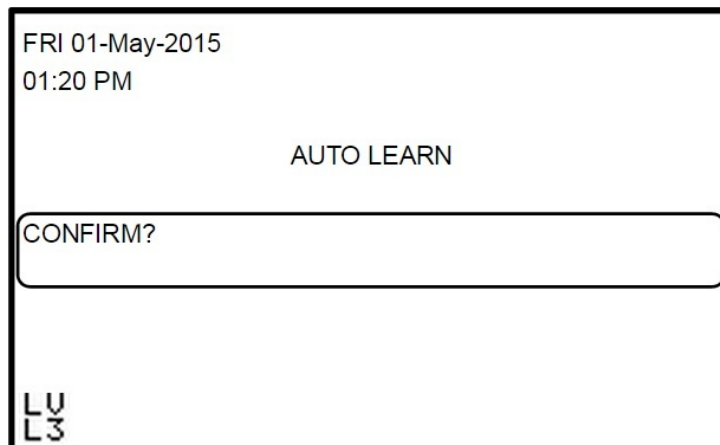 FRI 01-May-2015
01:20 PM
AUTO LEARN
CONFIRM?
LV
L3